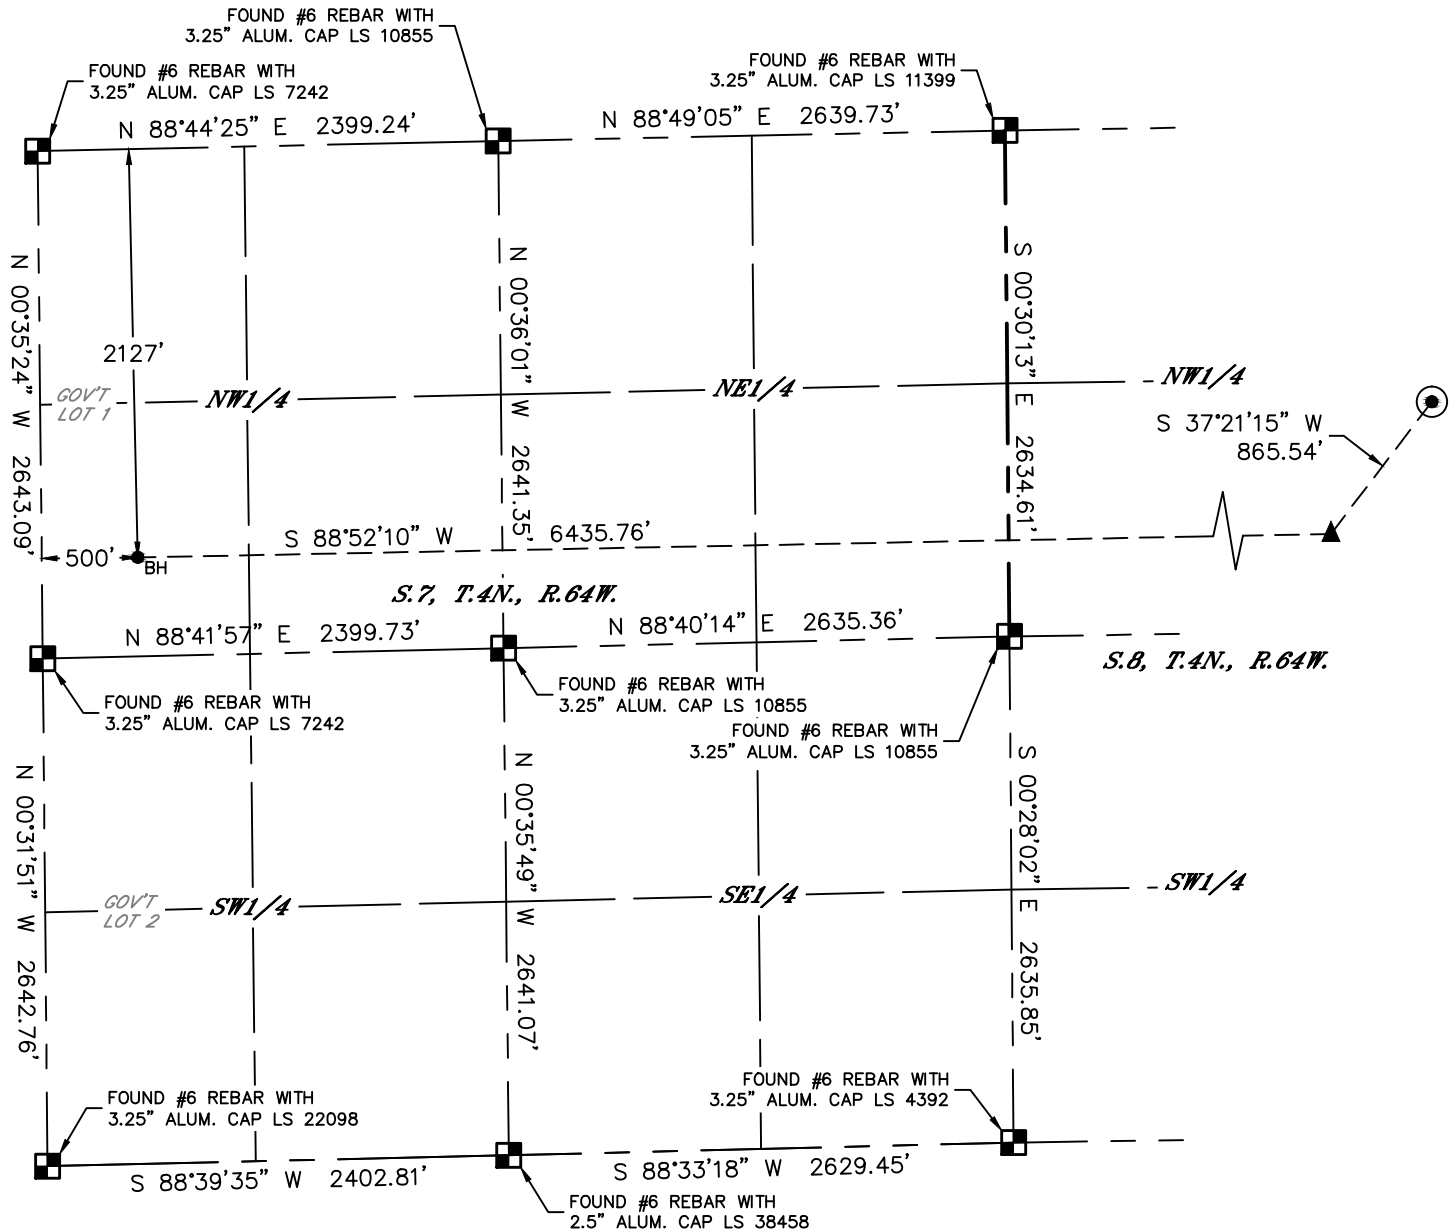 FOUND #6 REBAR WITH
3.25" ALUM. CAP LS 10855
FOUND #6 REBAR WITH
3.25" ALUM. CAP LS 7242
FOUND #6 REBAR WITH
3.25" ALUM. CAP LS 11399
N 88°44'25" E 2399.24'
N 88°49'05" E 2639.73'
N 00°35'24" W 2643.09'
2127'
N 00°36'01" W 2641.35'
S 00°30'13" E 2634.61'
GOV'T
LOT 1
NW1/4
NE1/4
NW1/4
S 37°21'15" W
865.54'
500'
BH
S 88°52'10" W 6435.76'
S.7, T.4N., R.64W.
N 88°41'57" E 2399.73'
N 88°40'14" E 2635.36'
S.8, T.4N., R.64W.
FOUND #6 REBAR WITH
3.25" ALUM. CAP LS 7242
FOUND #6 REBAR WITH
3.25" ALUM. CAP LS 10855
FOUND #6 REBAR WITH
3.25" ALUM. CAP LS 10855
N 00°31'51" W 2642.76'
N 00°35'49" W 2641.07'
S 00°28'02" E 2635.85'
GOV'T
LOT 2
SW1/4
SE1/4
SW1/4
FOUND #6 REBAR WITH
3.25" ALUM. CAP LS 22098
FOUND #6 REBAR WITH
3.25" ALUM. CAP LS 4392
S 88°39'35" W 2402.81'
S 88°33'18" W 2629.45'
FOUND #6 REBAR WITH
2.5" ALUM. CAP LS 38458